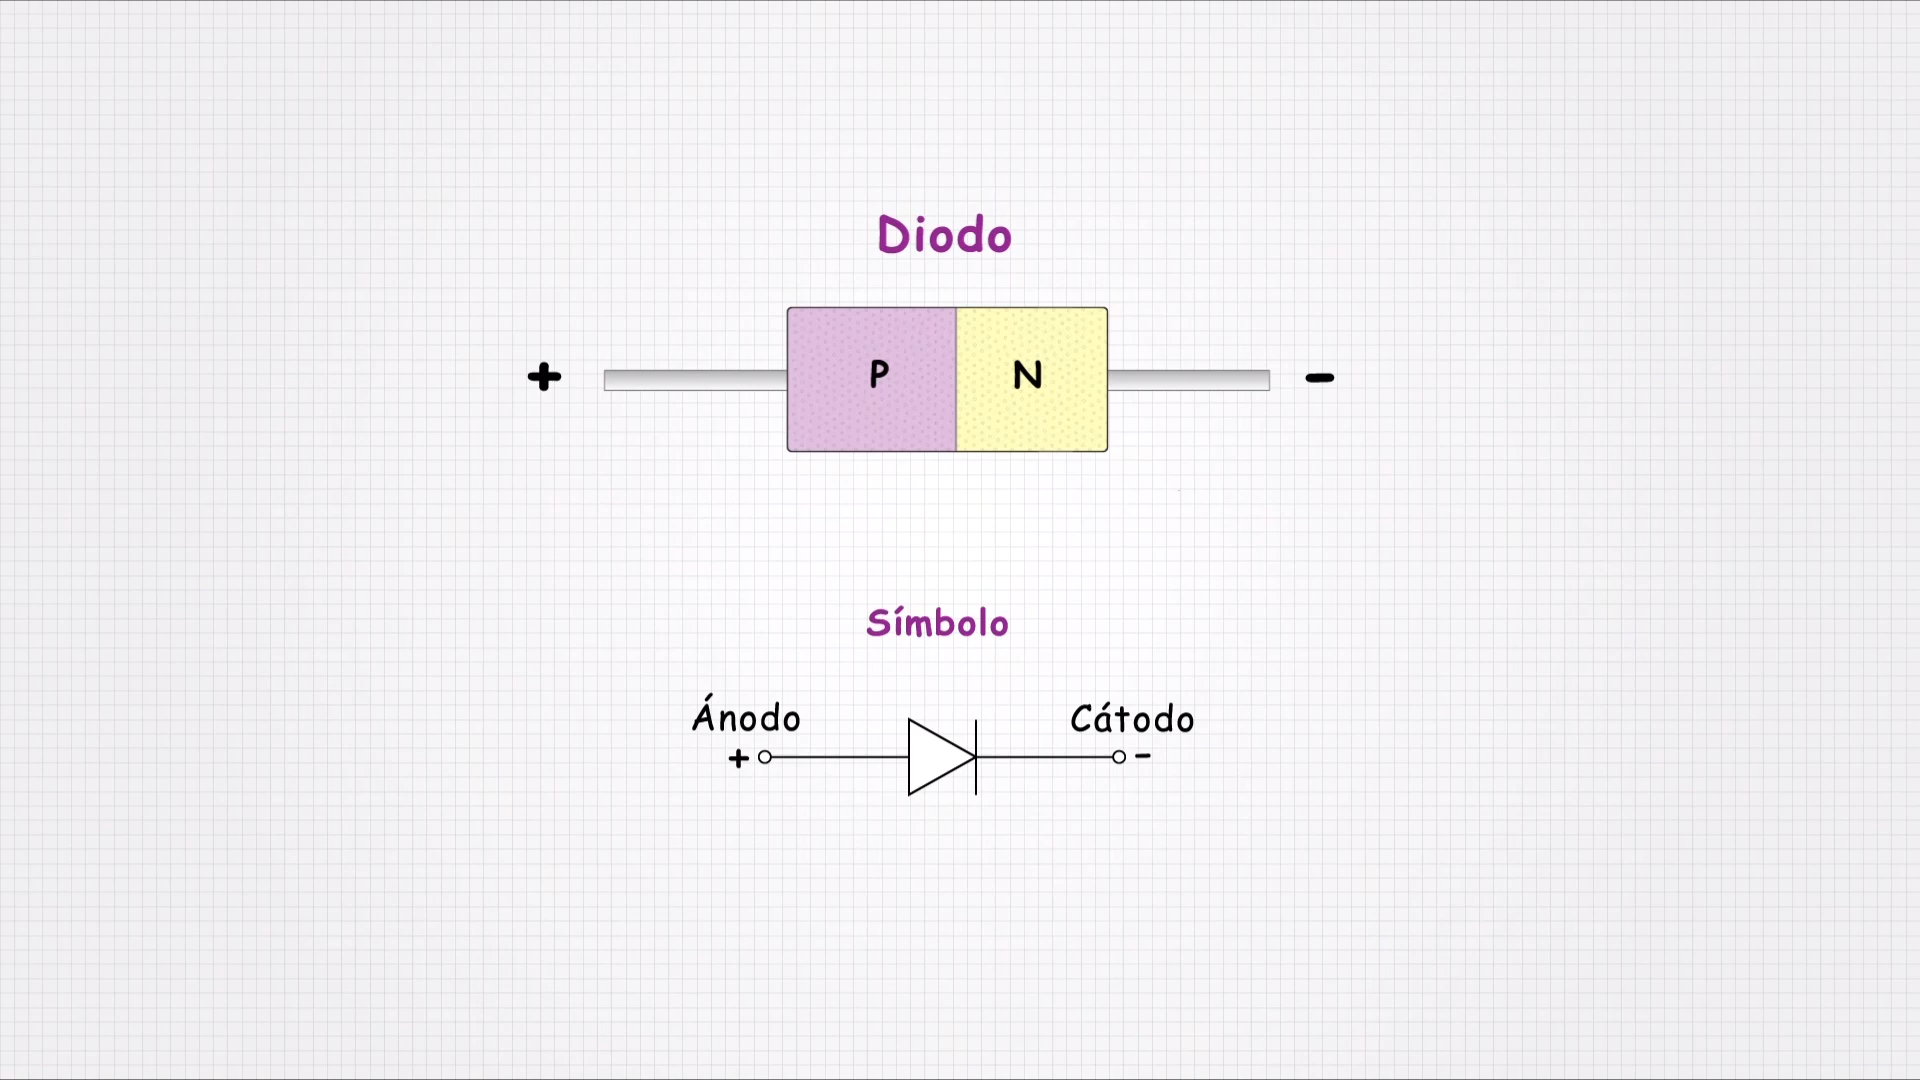 Diodo
+ P N -
Símbolo
Ánodo Cátodo
+ -